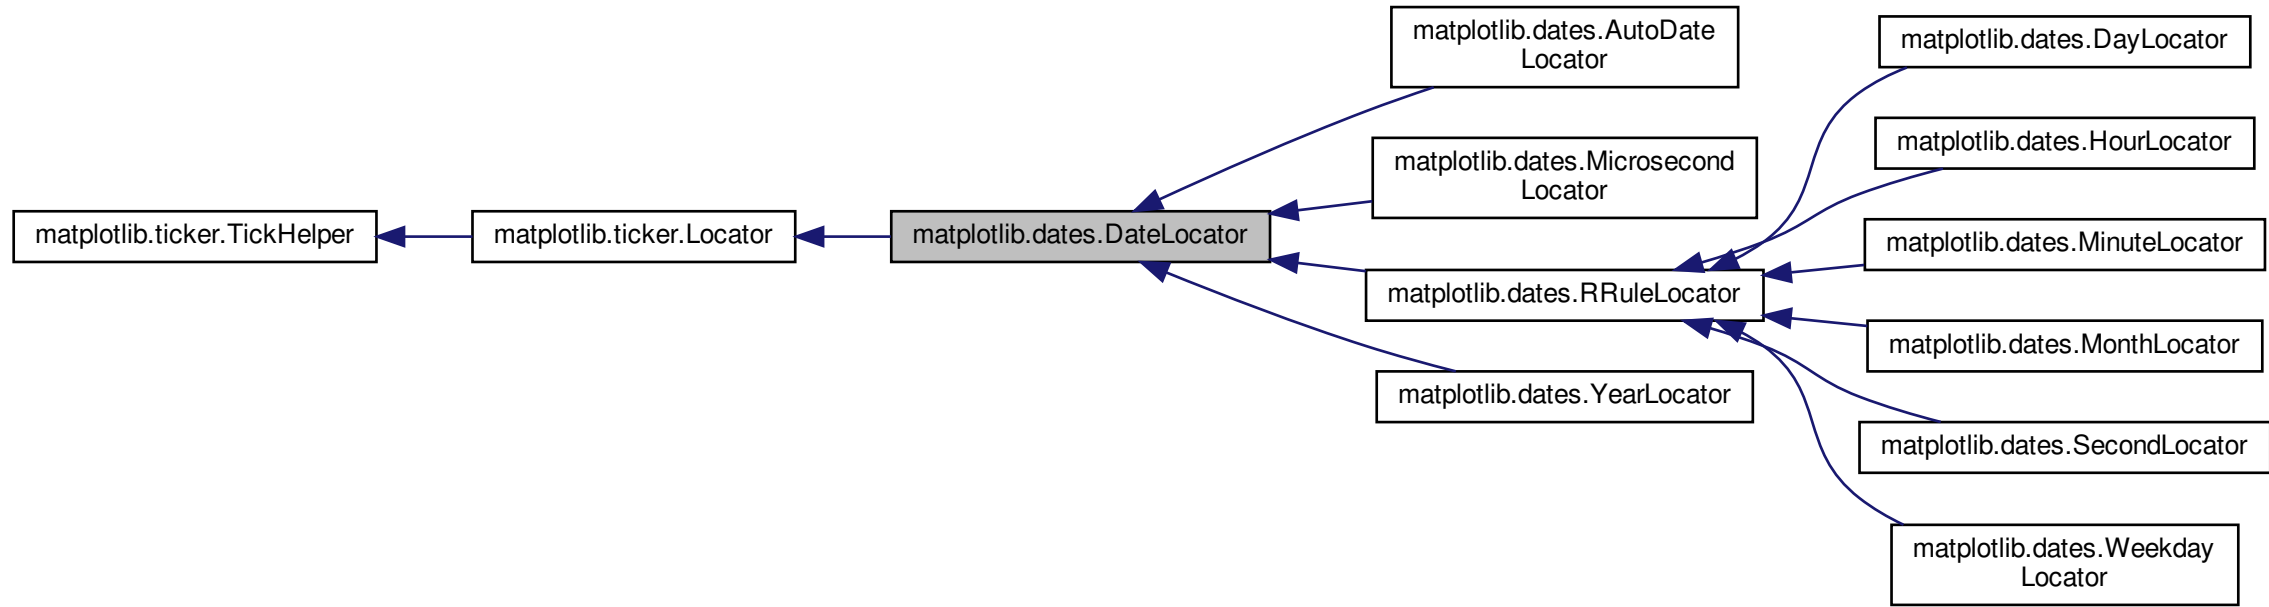 matplotlib.ticker.TickHelper
matplotlib.ticker.Locator
matplotlib.dates.DateLocator
matplotlib.dates.AutoDate
Locator
matplotlib.dates.Microsecond
Locator
matplotlib.dates.RRuleLocator
matplotlib.dates.YearLocator
matplotlib.dates.DayLocator
matplotlib.dates.HourLocator
matplotlib.dates.MinuteLocator
matplotlib.dates.MonthLocator
matplotlib.dates.SecondLocator
matplotlib.dates.Weekday
Locator